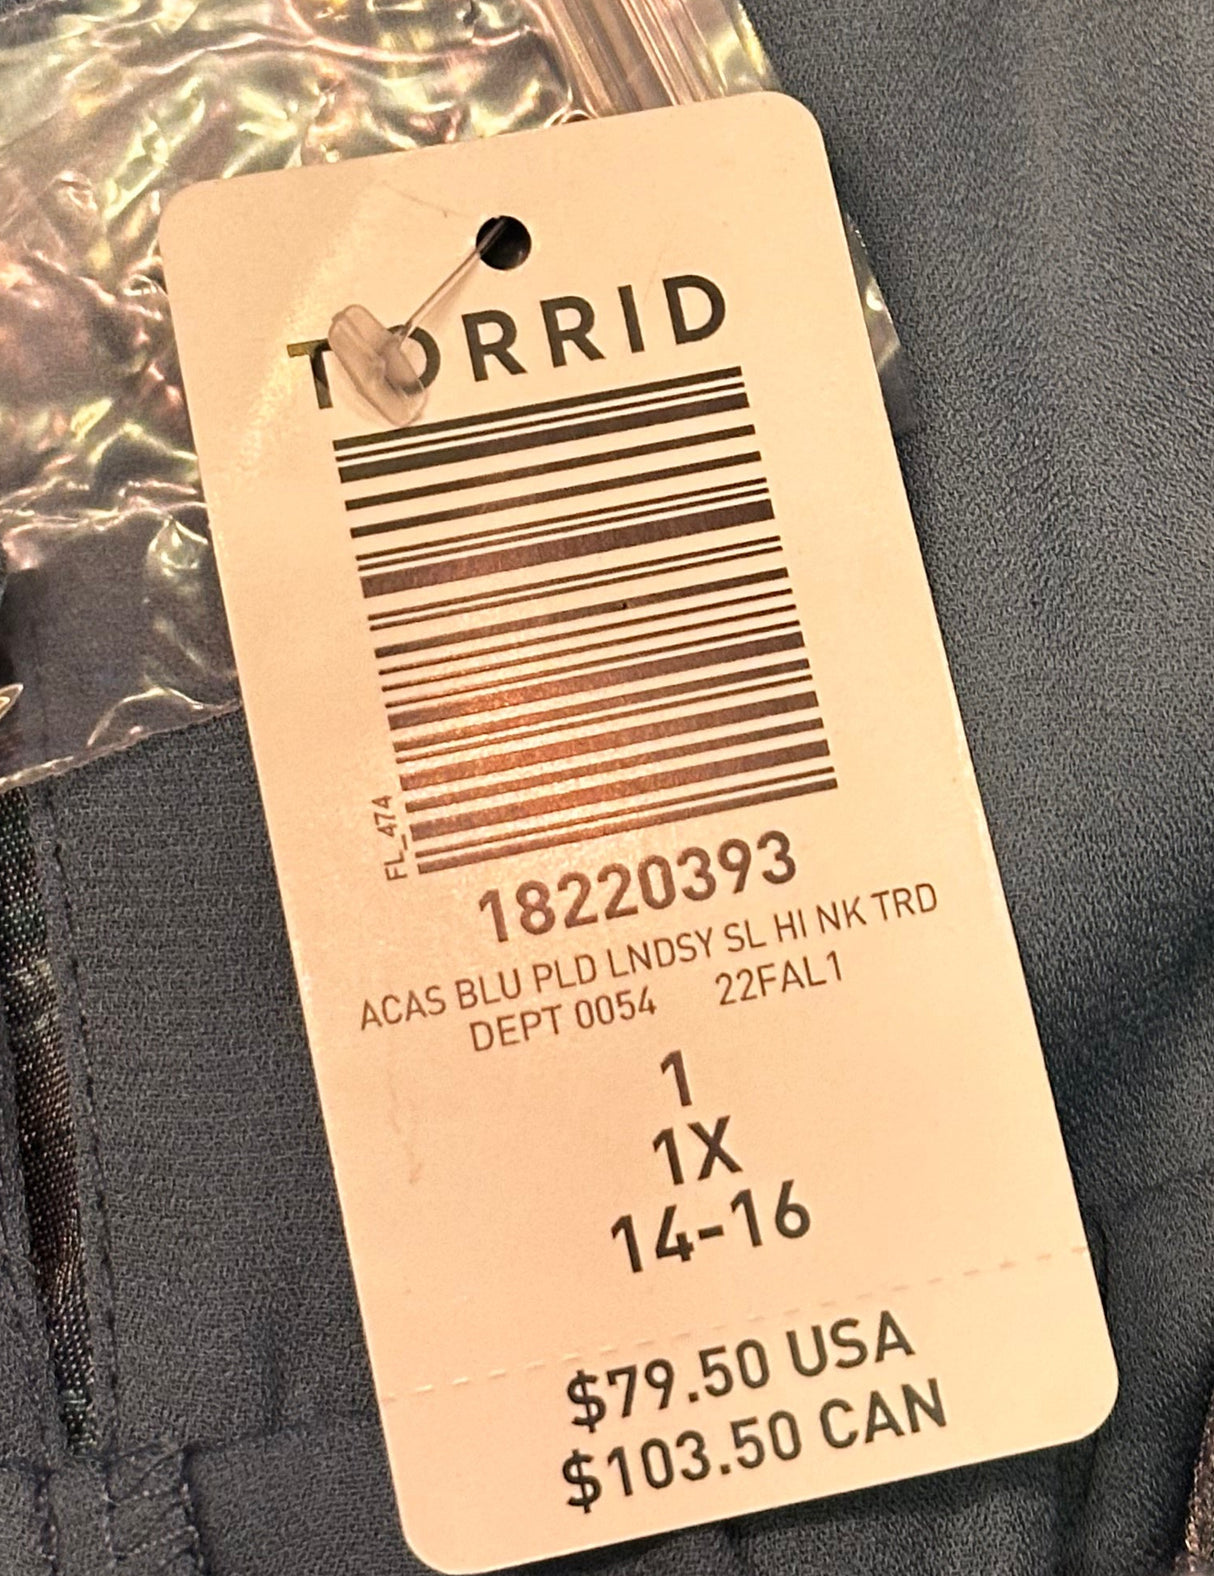 TORRID
FL_474
18220393
ACAS BLU PLD LNDSY SL HI NK TRD
DEPT 0054 22FAL1
1
1X
14-16
$79.50 USA
$103.50 CAN